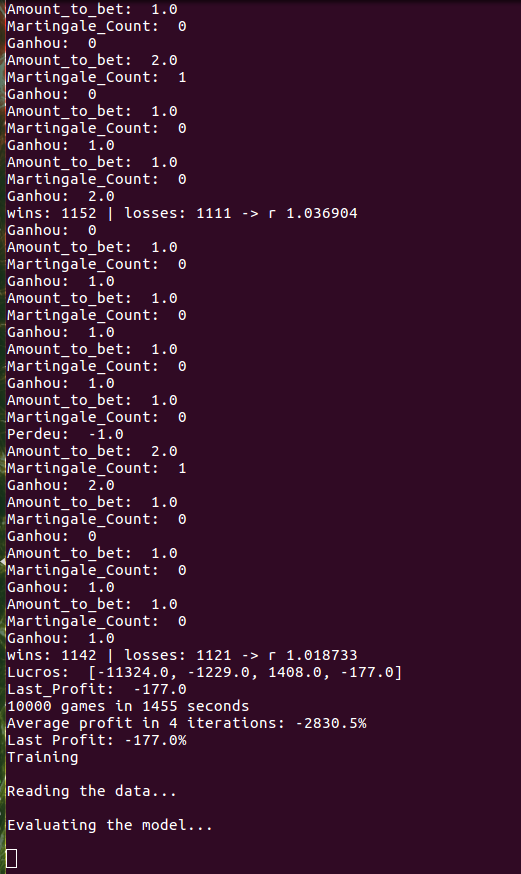 Amount_to_bet:  1.0
Martingale_Count:  0
Ganhou:  0
Amount_to_bet:  2.0
Martingale_Count:  1
Ganhou:  0
Amount_to_bet:  1.0
Martingale_Count:  0
Ganhou:  1.0
Amount_to_bet:  1.0
Martingale_Count:  0
Ganhou:  2.0
wins: 1152 | losses: 1111 -> r 1.036904
Ganhou:  0
Amount_to_bet:  1.0
Martingale_Count:  0
Ganhou:  1.0
Amount_to_bet:  1.0
Martingale_Count:  0
Ganhou:  1.0
Amount_to_bet:  1.0
Martingale_Count:  0
Ganhou:  1.0
Amount_to_bet:  1.0
Martingale_Count:  0
Perdeu:  -1.0
Amount_to_bet:  2.0
Martingale_Count:  1
Ganhou:  2.0
Amount_to_bet:  1.0
Martingale_Count:  0
Ganhou:  0
Amount_to_bet:  1.0
Martingale_Count:  0
Ganhou:  1.0
Amount_to_bet:  1.0
Martingale_Count:  0
Ganhou:  1.0
wins: 1142 | losses: 1121 -> r 1.018733
Lucros:  [-11324.0, -1229.0, 1408.0, -177.0]
Last_Profit:  -177.0
10000 games in 1455 seconds
Average profit in 4 iterations: -2830.5%
Last Profit: -177.0%
Training
Reading the data...
Evaluating the model...